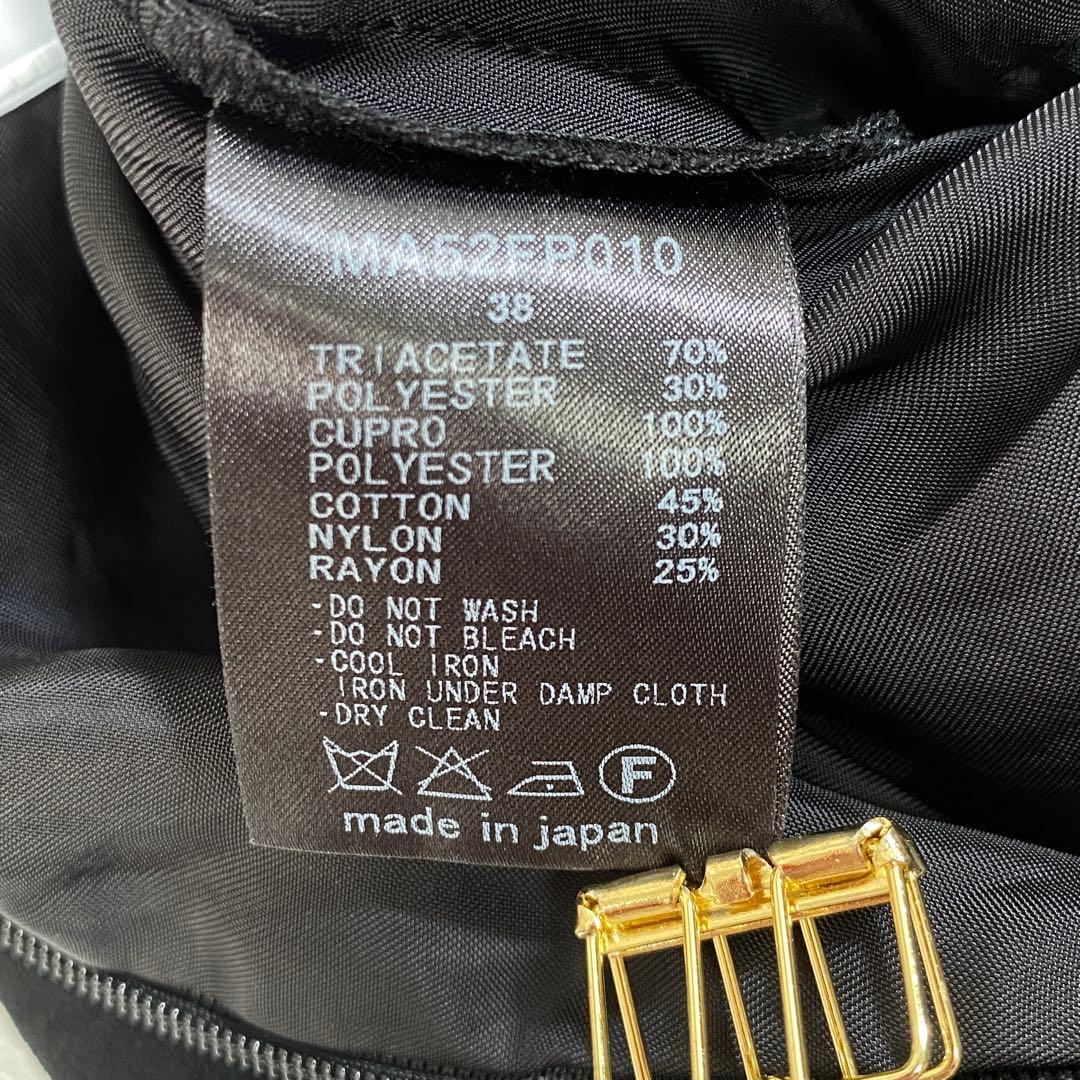 MA52FP010
38
TRIACETATE 70%
POLYESTER 30%
CUPRO 100%
POLYESTER 100%
COTTON 45%
NYLON 30%
RAYON 25%
-DO NOT WASH
-DO NOT BLEACH
-COOL IRON
IRON UNDER DAMP CLOTH
-DRY CLEAN
F
made in japan